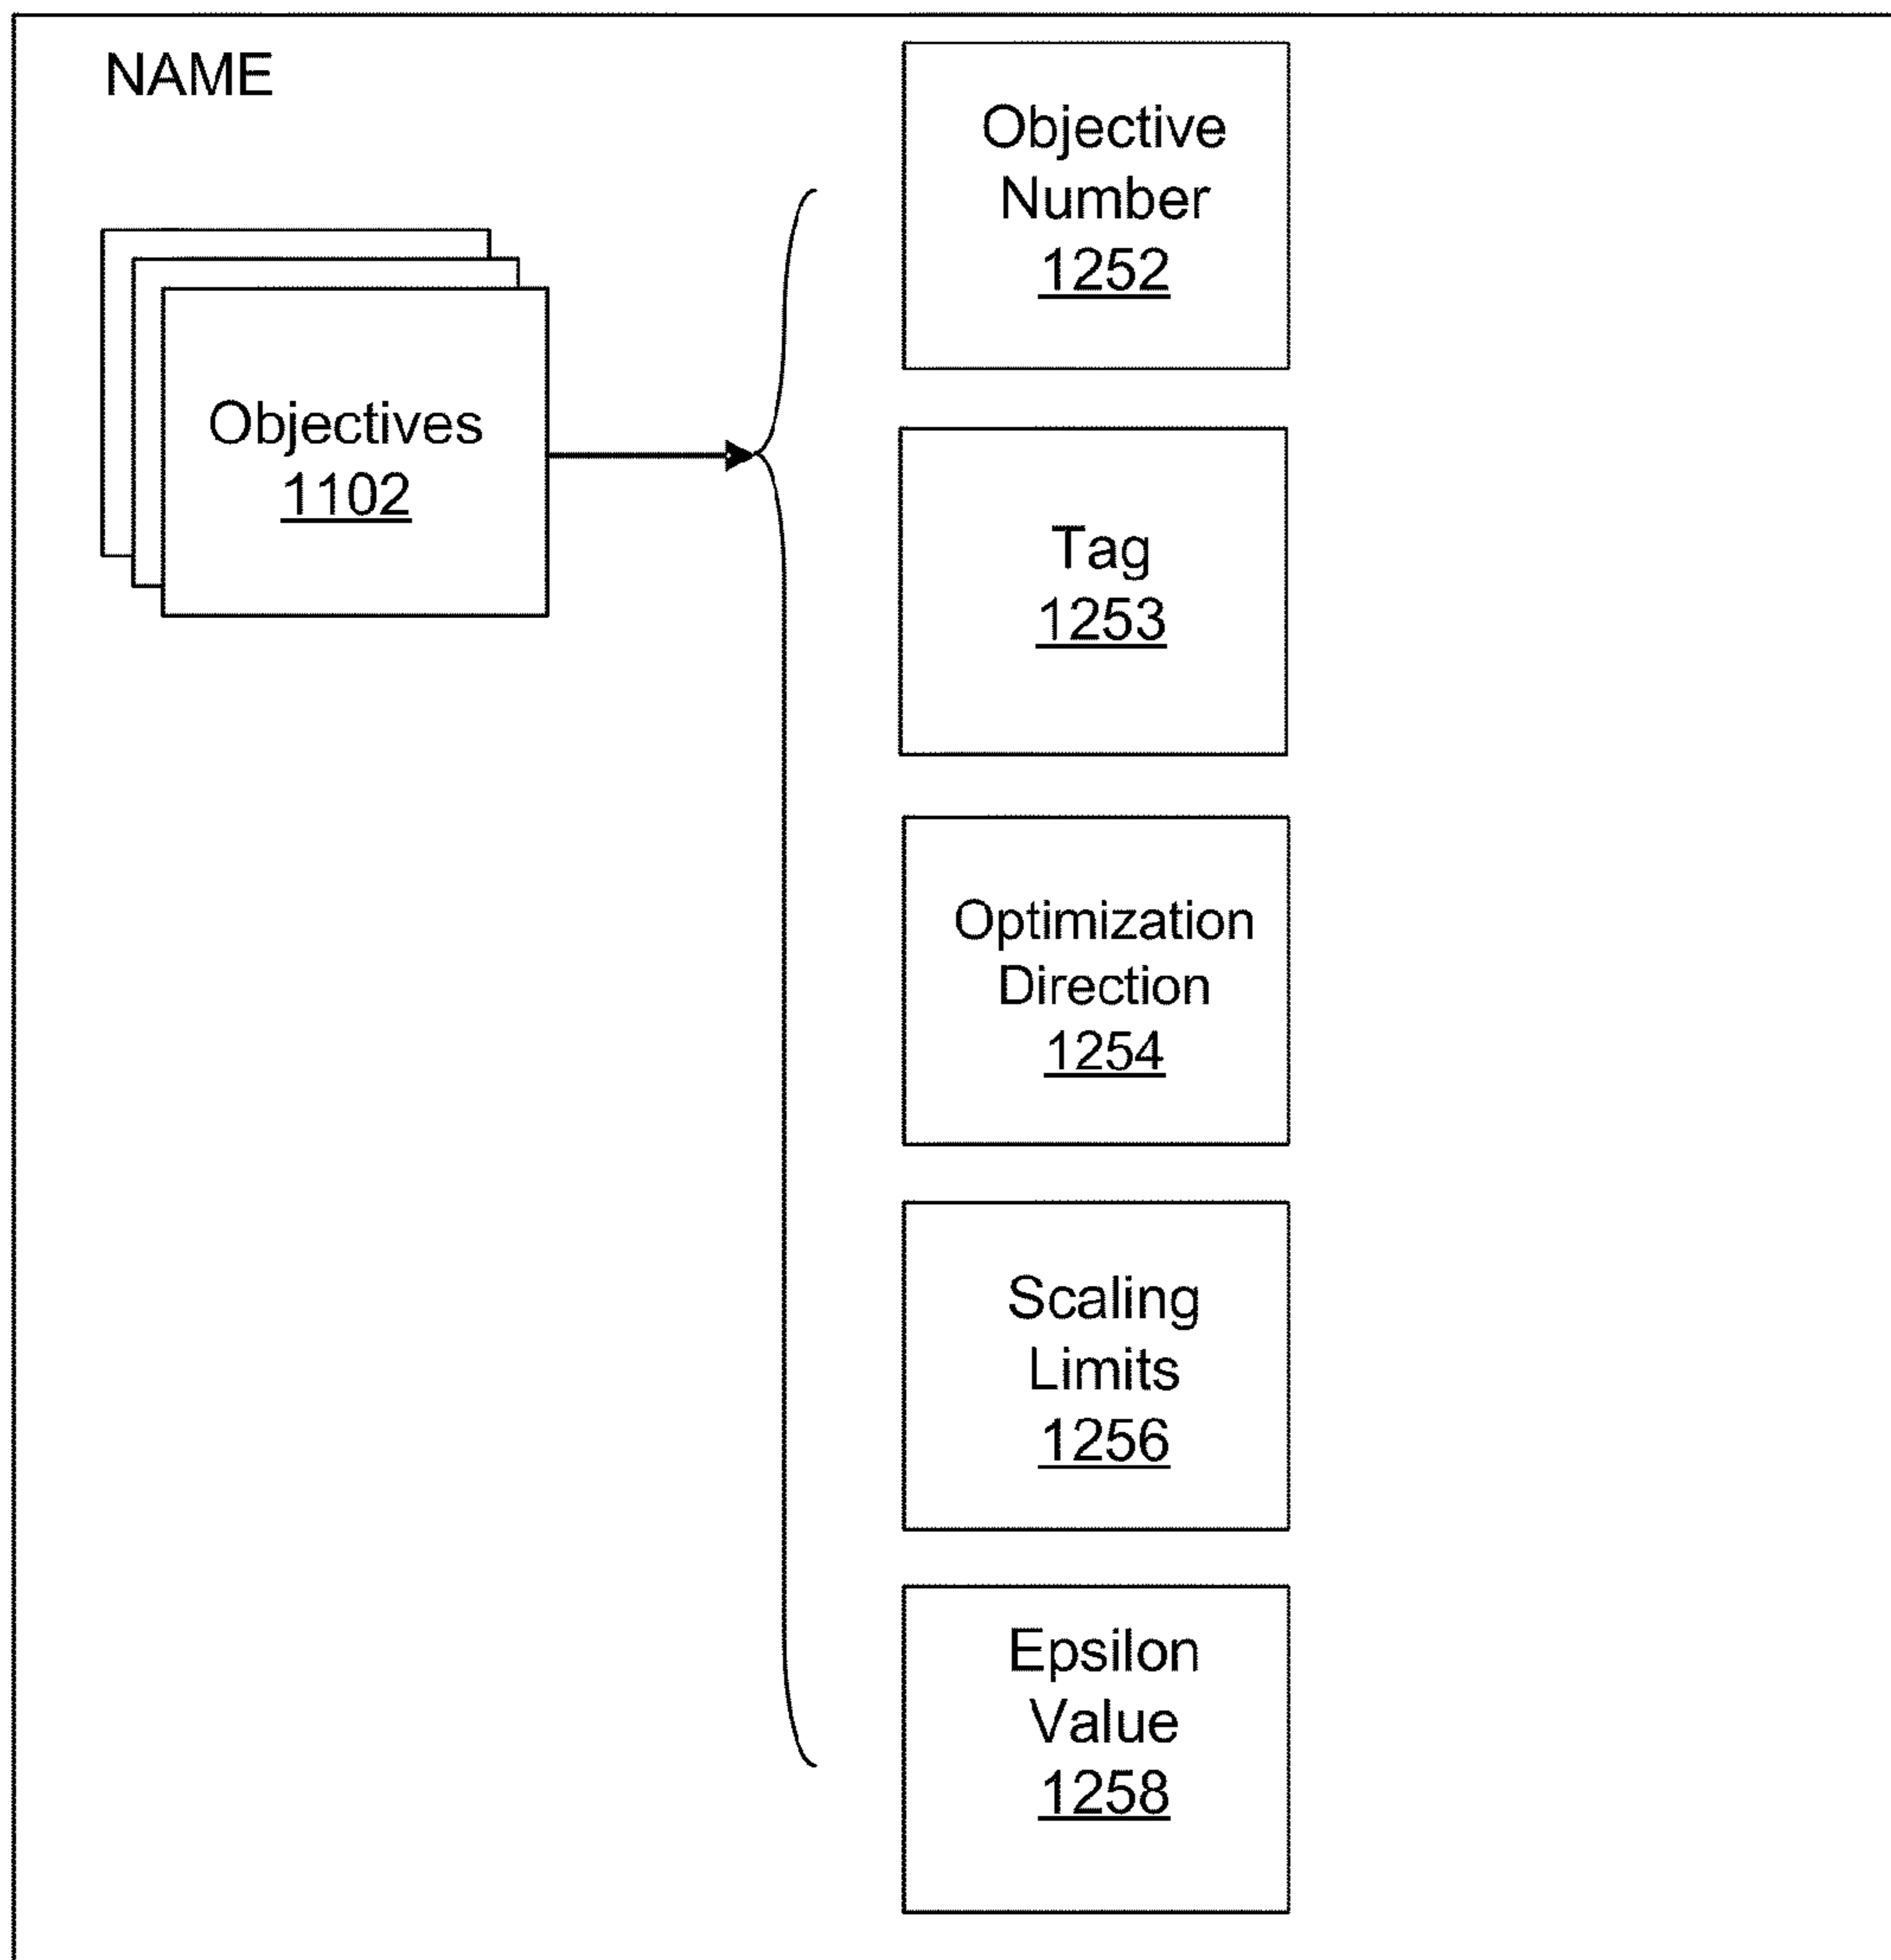 NAME
Objectives
1102
Objective
Number
1252
Tag
1253
Optimization
Direction
1254
Scaling
Limits
1256
Epsilon
Value
1258